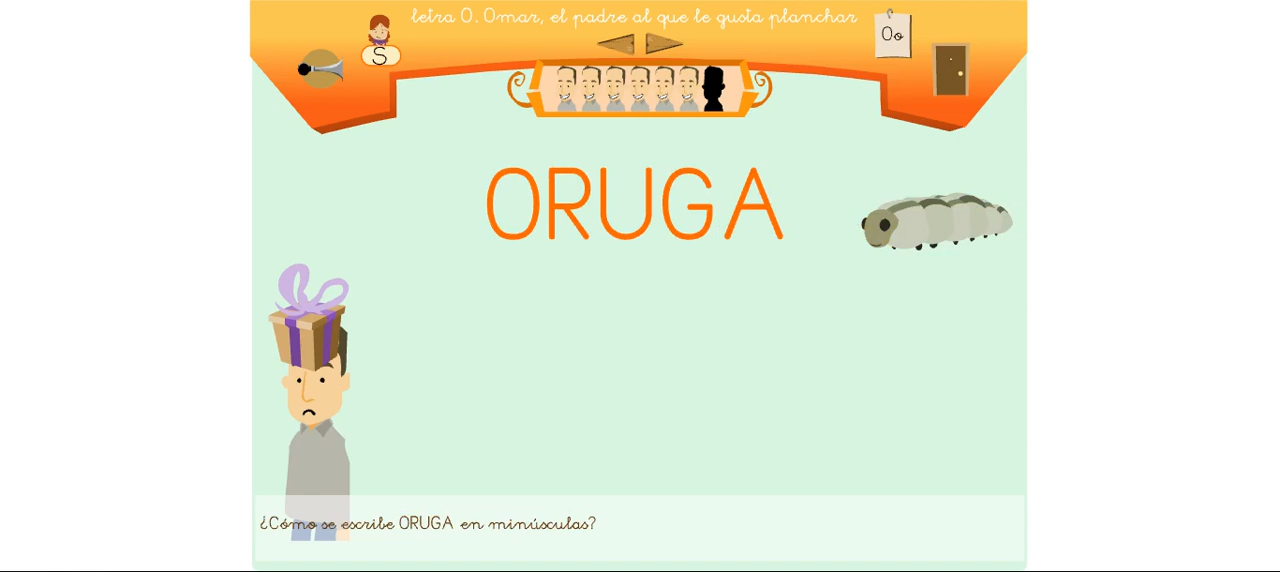 letra O. Omar, el padre al que le gusta planchar
S
Oo
ORUGA
¿Cómo se escribe ORUGA en minúsculas?